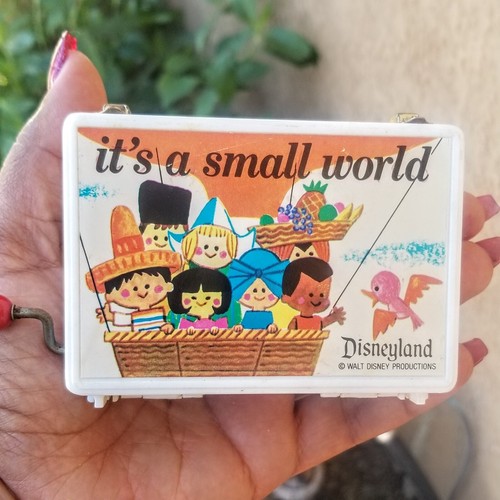 it's a small world
Disneyland
© WALT DISNEY PRODUCTIONS